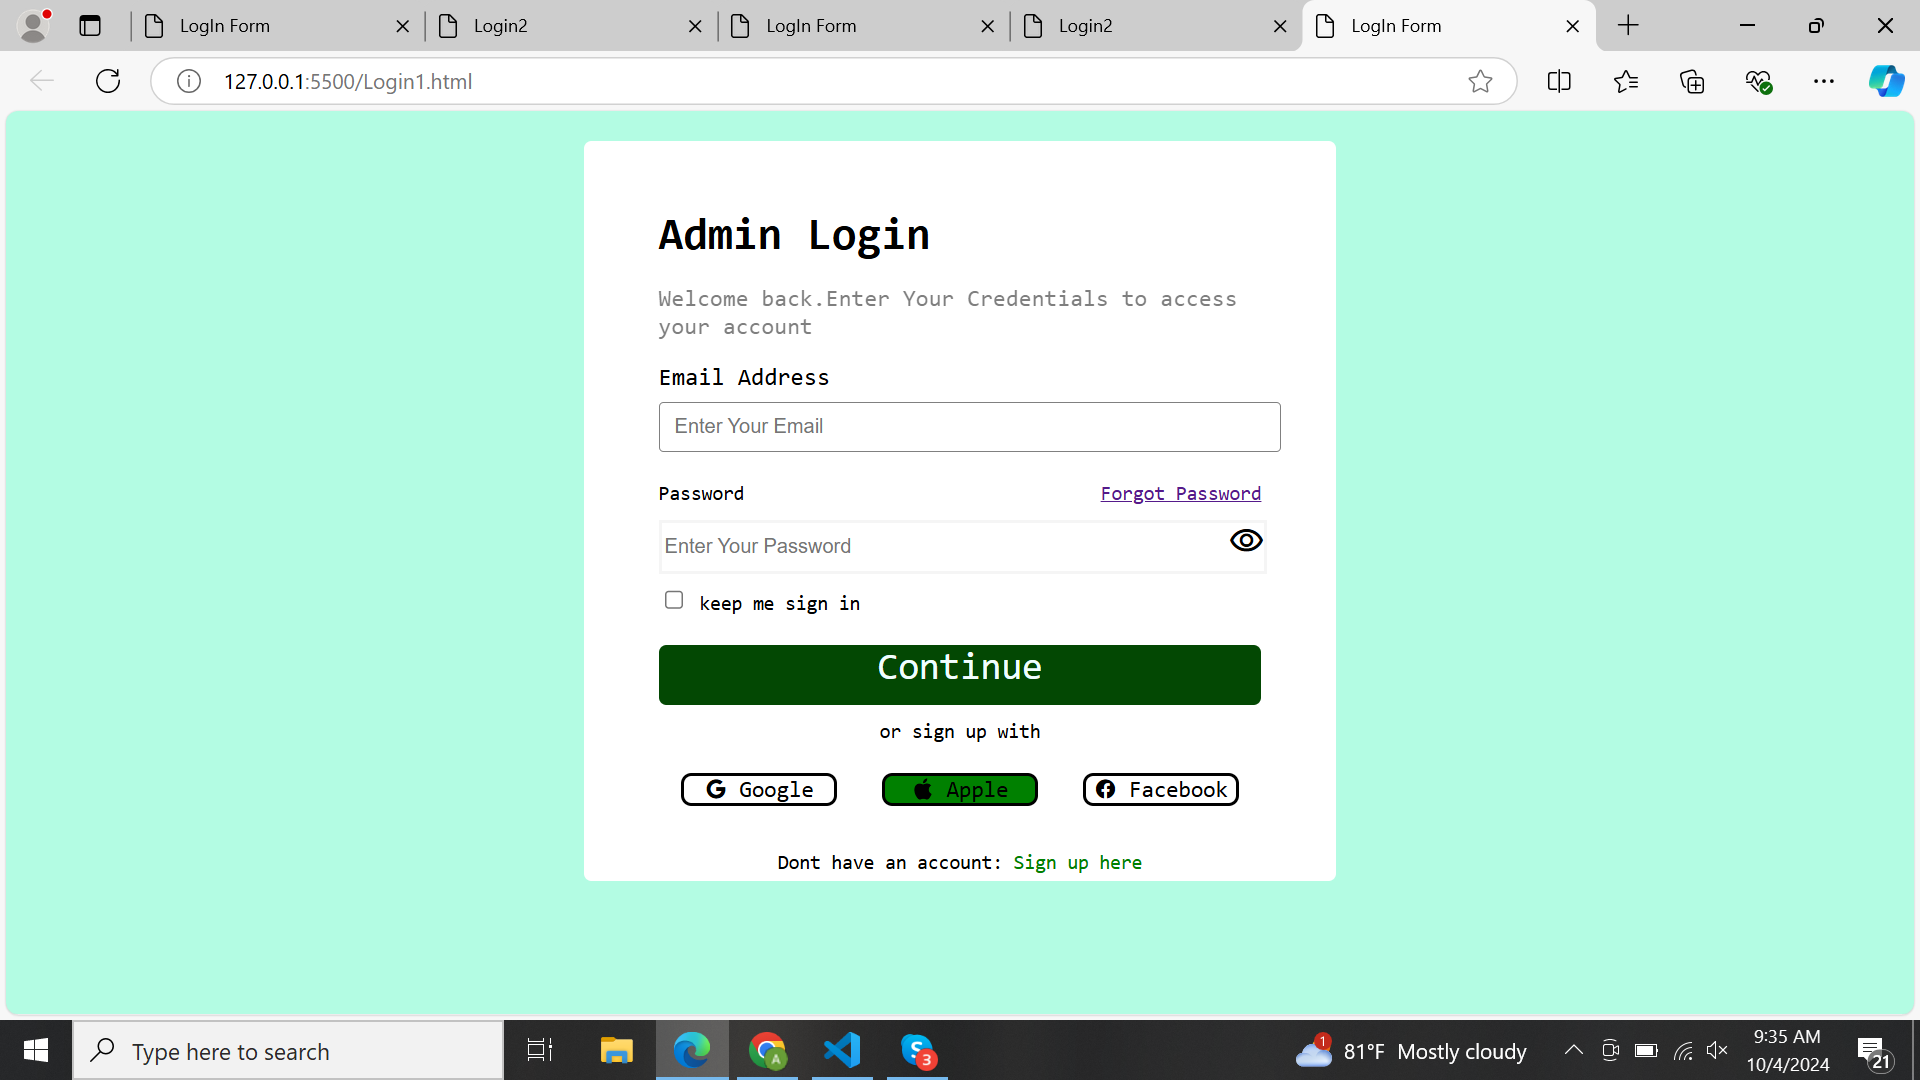 LogIn Form
Login2
LogIn Form
Login2
LogIn Form
127.0.0.1:5500/Login1.html
Admin Login
Welcome back.Enter Your Credentials to access
your account
Email Address
Enter Your Email
Password
Forgot Password
Enter Your Password
keep me sign in
Continue
or sign up with
Google
Apple
Facebook
Dont have an account: Sign up here
Type here to search
A
S
3
1
81°F Mostly cloudy
9:35 AM
10/4/2024
21